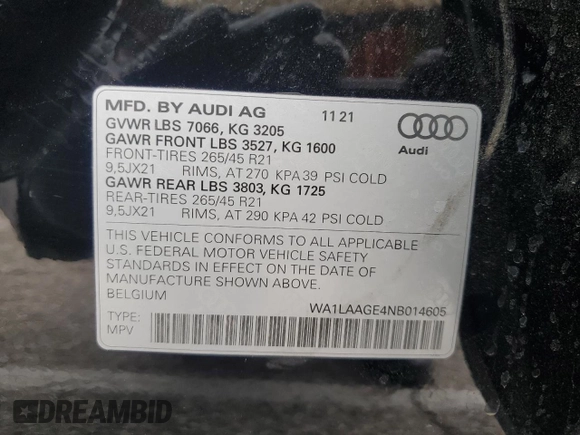 MFD. BY AUDI AG 11 21
GVWR LBS 7066, KG 3205
GAWR FRONT LBS 3527, KG 1600
FRONT-TIRES 265/45 R21
9,5JX21 RIMS, AT 270 KPA 39 PSI COLD
GAWR REAR LBS 3803, KG 1725
REAR-TIRES 265/45 R21
9,5JX21 RIMS, AT 290 KPA 42 PSI COLD
Audi
THIS VEHICLE CONFORMS TO ALL APPLICABLE
U.S. FEDERAL MOTOR VEHICLE SAFETY
STANDARDS IN EFFECT ON THE DATE OF
MANUFACTURE SHOWN ABOVE.
BELGIUM
WA1LAAGE4NB014605
TYPE:
MPV
DREAMBID